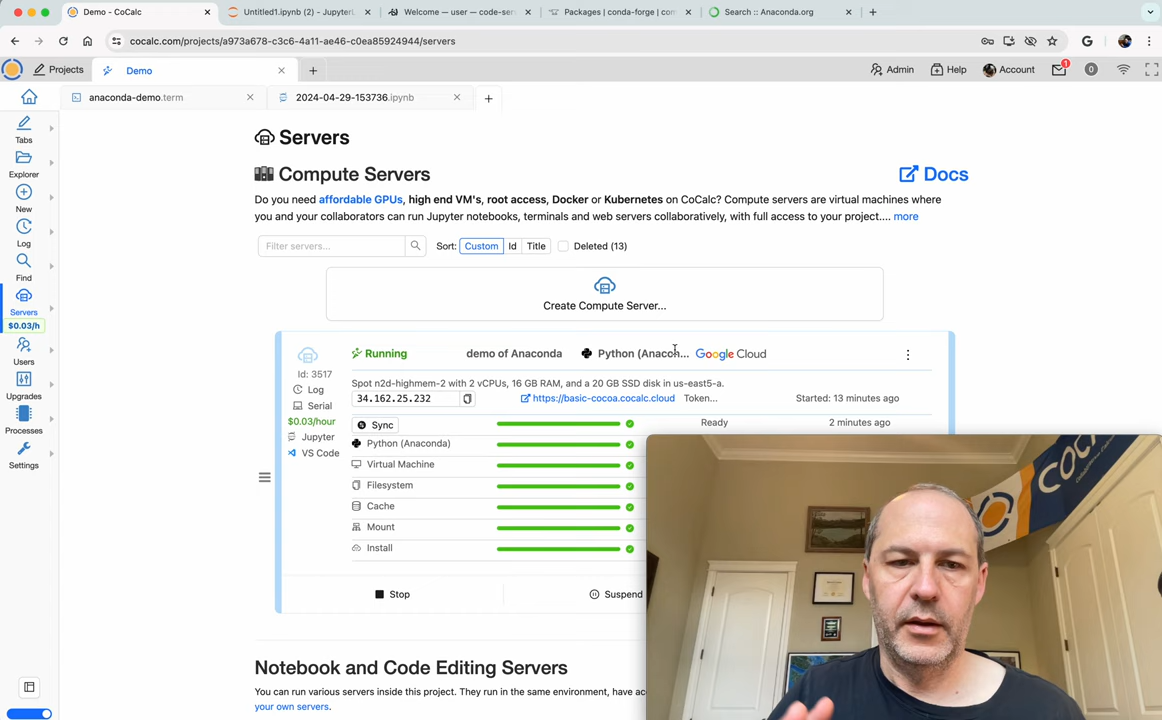 Demo - CoCalc
Untitled1.ipynb (2) - JupyterL
Welcome — user — code-ser
Packages | conda-forge | com
Search :: Anaconda.org
cocalc.com/projects/a973a678-c3c6-4a11-ae46-c0ea85924944/servers
Projects
Demo
Admin
Help
Account
1
0
anaconda-demo.term
2024-04-29-153736.ipynb
Tabs
Explorer
New
Log
Find
Servers
$0.03/h
Users
Upgrades
Processes
Settings
Servers
Compute Servers
Docs
Do you need affordable GPUs, high end VM's, root access, Docker or Kubernetes on CoCalc? Compute servers are virtual machines where
you and your collaborators can run Jupyter notebooks, terminals and web servers collaboratively, with full access to your project.... more
Filter servers...
Sort: Custom Id Title Deleted (13)
Create Compute Server...
Running demo of Anaconda Python (Anacon... Google Cloud
Id: 3517
Log
Serial
$0.03/hour
Jupyter
VS Code
Spot n2d-highmem-2 with 2 vCPUs, 16 GB RAM, and a 20 GB SSD disk in us-east5-a.
34.162.25.232 https://basic-cocoa.cocalc.cloud Token... Started: 13 minutes ago
Sync Ready 2 minutes ago
Python (Anaconda)
Virtual Machine
Filesystem
Cache
Mount
Install
Stop Suspend
Notebook and Code Editing Servers
You can run various servers inside this project. They run in the same environment, have acc
your own servers.